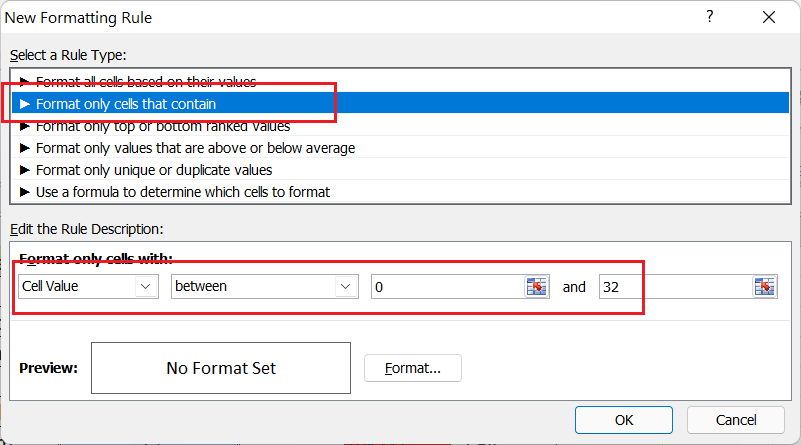 New Formatting Rule ? ×
Select a Rule Type:
► Format all cells based on their values
► Format only cells that contain
► Format only top or bottom ranked values
► Format only values that are above or below average
► Format only unique or duplicate values
► Use a formula to determine which cells to format
Edit the Rule Description:
Format only cells with:
Cell Value between 0 and 32
Preview: No Format Set Format...
OK Cancel